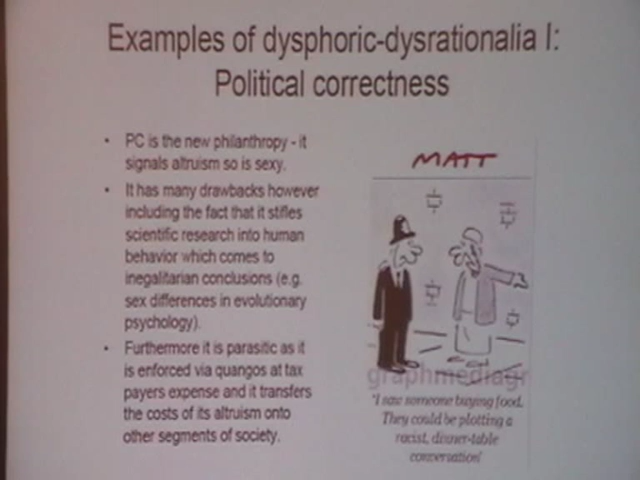 Examples of dysphoric-dysrationalia I:
Political correctness
• PC is the new philanthropy - it
signals altruism so is sexy.
• It has many drawbacks however
including the fact that it stifles
scientific research into human
behavior which comes to
inegalitarian conclusions (e.g.
sex differences in evolutionary
psychology).
• Furthermore it is parasitic as it
is enforced via quangos at tax
payers expense and it transfers
the costs of its altruism onto
other segments of society.
MATT
graphmediagr
'I saw someone buying food.
They could be plotting a
racist, dinner-table
conversation'